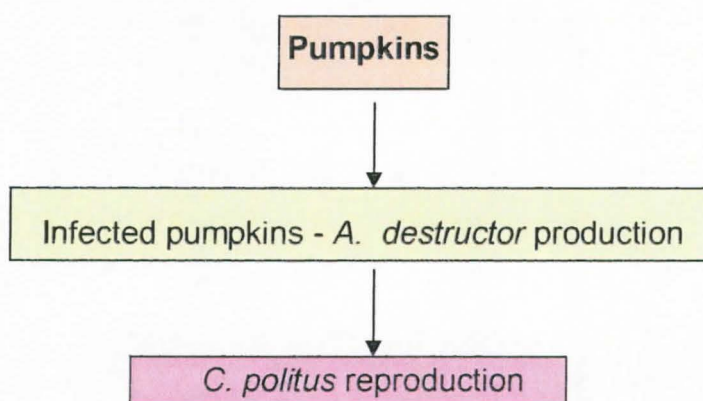 Pumpkins
Infected pumpkins - A. destructor production
C. politus reproduction